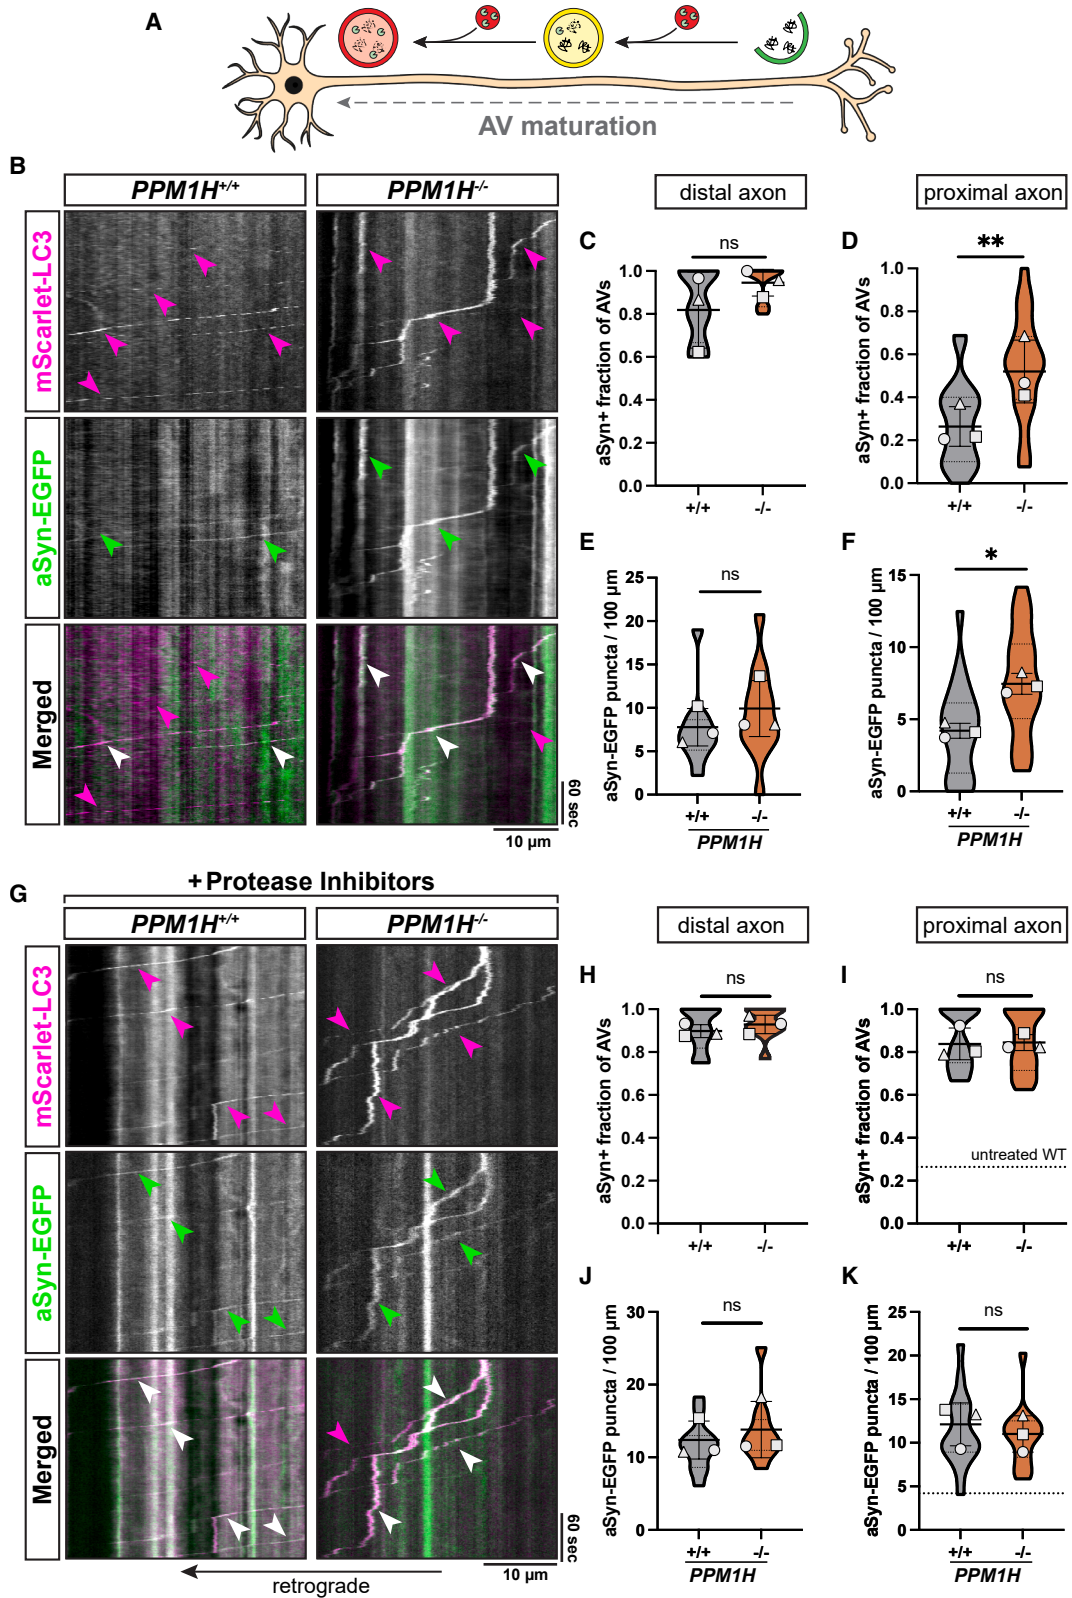 A
AV maturation
B
PPM1H+/+
PPM1H-/-
mScarlet-LC3
aSyn-EGFP
Merged
60 sec
10 µm
distal axon
proximal axon
C
ns
aSyn+ fraction of AVs
1.0
0.8
0.6
0.4
0.2
0.0
+/+
-/-
D
**
aSyn+ fraction of AVs
1.0
0.8
0.6
0.4
0.2
0.0
+/+
-/-
E
ns
aSyn-EGFP puncta / 100 µm
25
20
15
10
5
0
+/+
-/-
PPM1H
F
*
aSyn-EGFP puncta / 100 µm
15
10
5
0
+/+
-/-
PPM1H
G
+ Protease Inhibitors
PPM1H+/+
PPM1H-/-
mScarlet-LC3
aSyn-EGFP
Merged
60 sec
10 µm
retrograde
distal axon
proximal axon
H
ns
aSyn+ fraction of AVs
1.0
0.8
0.6
0.4
0.2
0.0
+/+
-/-
I
ns
aSyn+ fraction of AVs
1.0
0.8
0.6
0.4
0.2
0.0
untreated WT
+/+
-/-
J
ns
aSyn-EGFP puncta / 100 µm
30
20
10
0
+/+
-/-
PPM1H
K
ns
aSyn-EGFP puncta / 100 µm
25
20
15
10
5
0
+/+
-/-
PPM1H